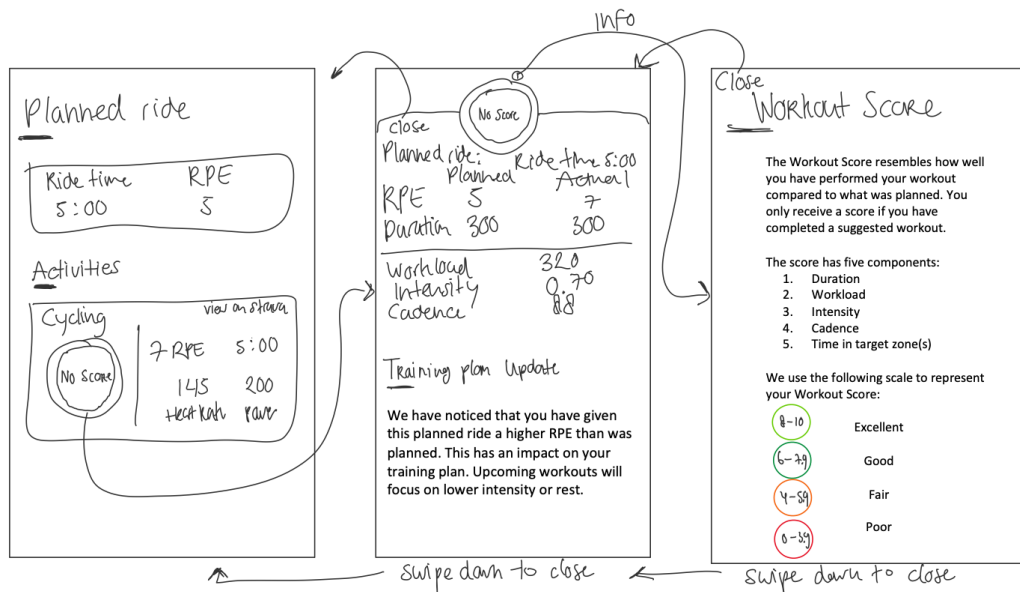 Info
Planned ride
Ride time RPE
5:00 5
Activities
Cycling view on strava
No Score
7 RPE 5:00
145 200
Heart Rate Power
No Score
close
Planned ride: Ride time 5:00
Planned Actual
RPE 5 7
Duration 300 300
Workload 320
Intensity 0.70
Cadence 88
Training plan Update
We have noticed that you have given
this planned ride a higher RPE than was
planned. This has an impact on your
training plan. Upcoming workouts will
focus on lower intensity or rest.
swipe down to close
Close
Workout Score
The Workout Score resembles how well
you have performed your workout
compared to what was planned. You
only receive a score if you have
completed a suggested workout.
The score has five components:
1. Duration
2. Workload
3. Intensity
4. Cadence
5. Time in target zone(s)
We use the following scale to represent
your Workout Score:
8-10 Excellent
6-7.9 Good
4-5.9 Fair
0-3.9 Poor
swipe down to close